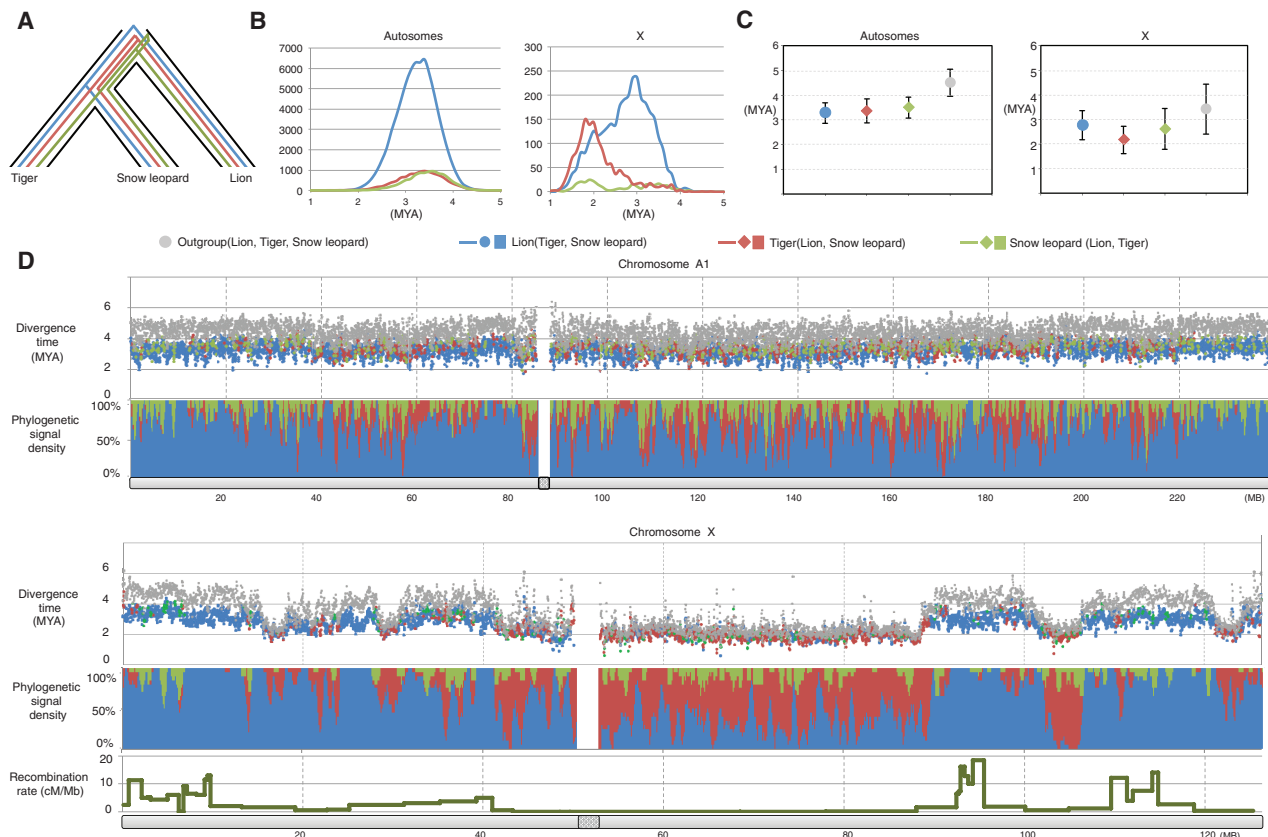 A
Tiger
Snow leopard
Lion
B
Autosomes
7000
6000
5000
4000
3000
2000
1000
0
1
2
3
4
5
(MYA)
X
300
250
200
150
100
50
0
1
2
3
4
5
(MYA)
C
Autosomes
6
5
4
(MYA)
3
2
1
X
6
5
4
(MYA)
3
2
1
Outgroup(Lion, Tiger, Snow leopard)
Lion(Tiger, Snow leopard)
Tiger(Lion, Snow leopard)
Snow leopard (Lion, Tiger)
D
Chromosome A1
Divergence
time
(MYA)
6
4
2
0
Phylogenetic
signal
density
100%
50%
0%
20
40
60
80
100
120
140
160
180
200
220
(MB)
Chromosome X
Divergence
time
(MYA)
6
4
2
0
Phylogenetic
signal
density
100%
50%
0%
Recombination
rate (cM/Mb)
20
10
0
20
40
60
80
100
120
(MB)